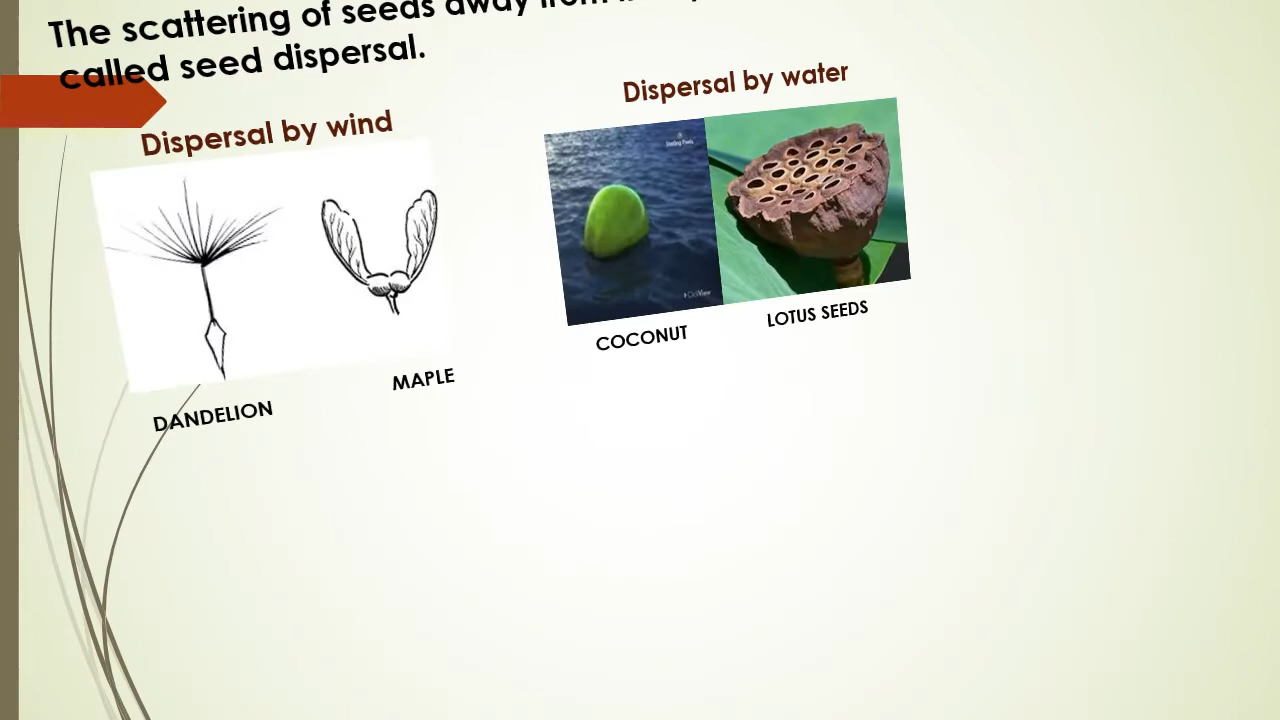 The scattering of seeds away from
called seed dispersal.
Dispersal by wind
Dispersal by water
COCONUT
LOTUS SEEDS
MAPLE
DANDELION